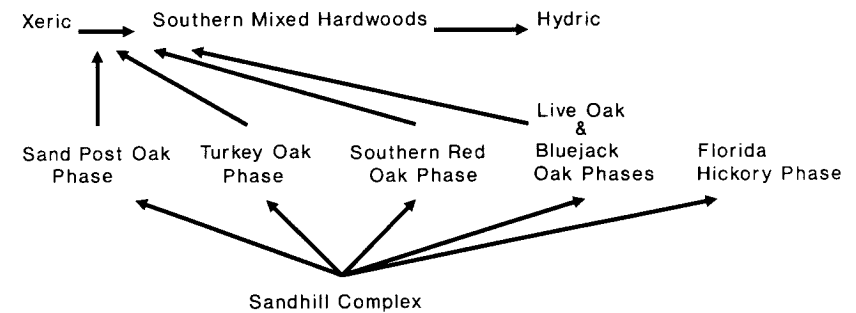 Xeric Southern Mixed Hardwoods Hydric
Sand Post Oak
Phase
Turkey Oak
Phase
Southern Red
Oak Phase
Live Oak
&
Bluejack
Oak Phases
Florida
Hickory Phase
Sandhill Complex